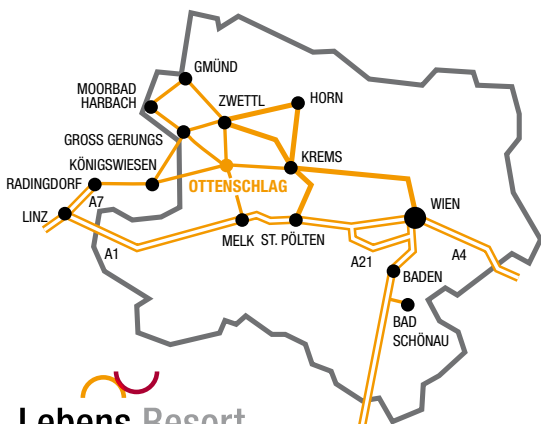 GMÜND
MOORBAD
HARBACH
ZWETTL
HORN
GROSS GERUNGS
KÖNIGSWIESEN
KREMS
RADINGDORF
OTTENSCHLAG
A7
LINZ
WIEN
MELK
ST. PÖLTEN
A1
A21
A4
BADEN
BAD
SCHÖNAU
Lebens Resort